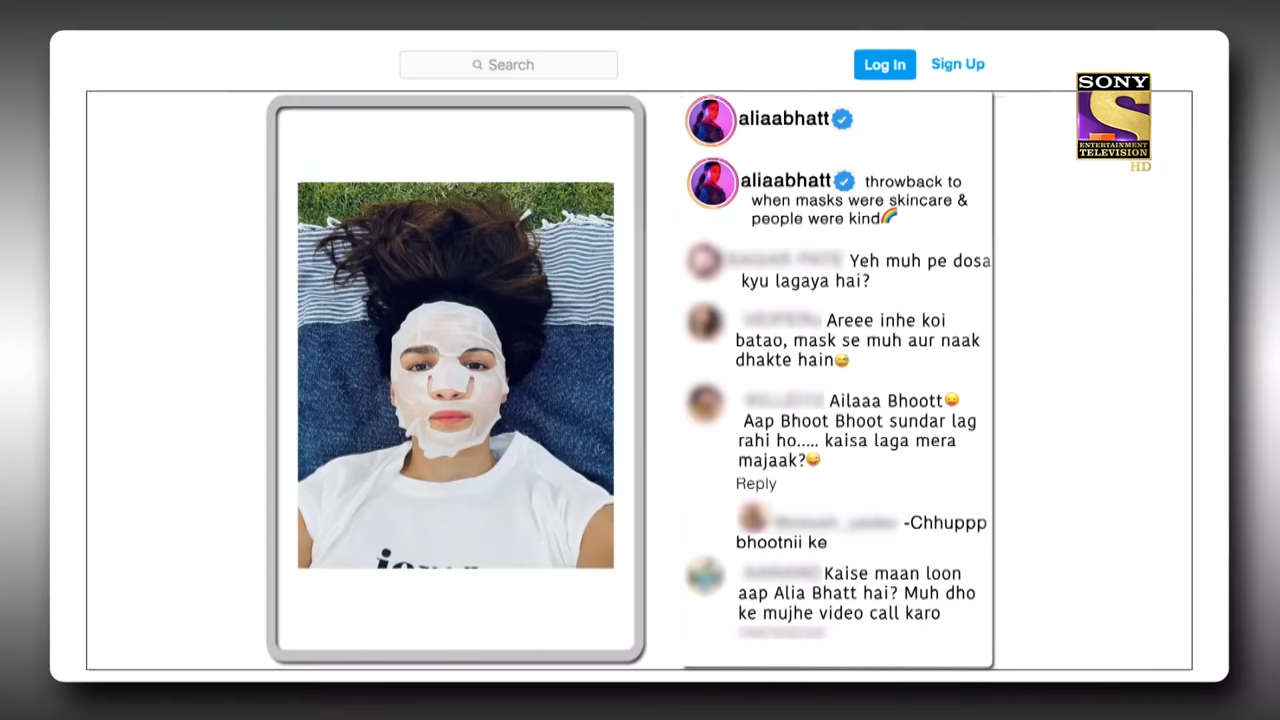 Search
Log In
Sign Up
SONY
ENTERTAINMENT
TELEVISION
HD
aliaabhatt
aliaabhatt throwback to
when masks were skincare &
people were kind🌈
Yeh muh pe dosa
kyu lagaya hai?
Areee inhe koi
batao, mask se muh aur naak
dhakte hain😅
Ailaaa Bhoott😛
Aap Bhoot Bhoot sundar lag
rahi ho..... kaisa laga mera
majaak?😜
Reply
-Chhuppp
bhootnii ke
Kaise maan loon
aap Alia Bhatt hai? Muh dho
ke mujhe video call karo